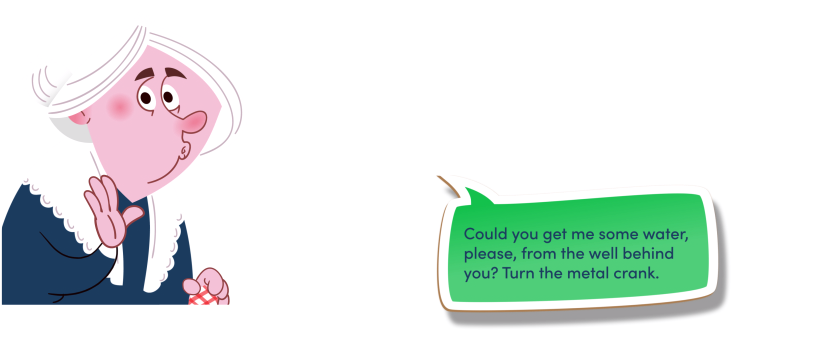 Could you get me some water,
please, from the well behind
you? Turn the metal crank.